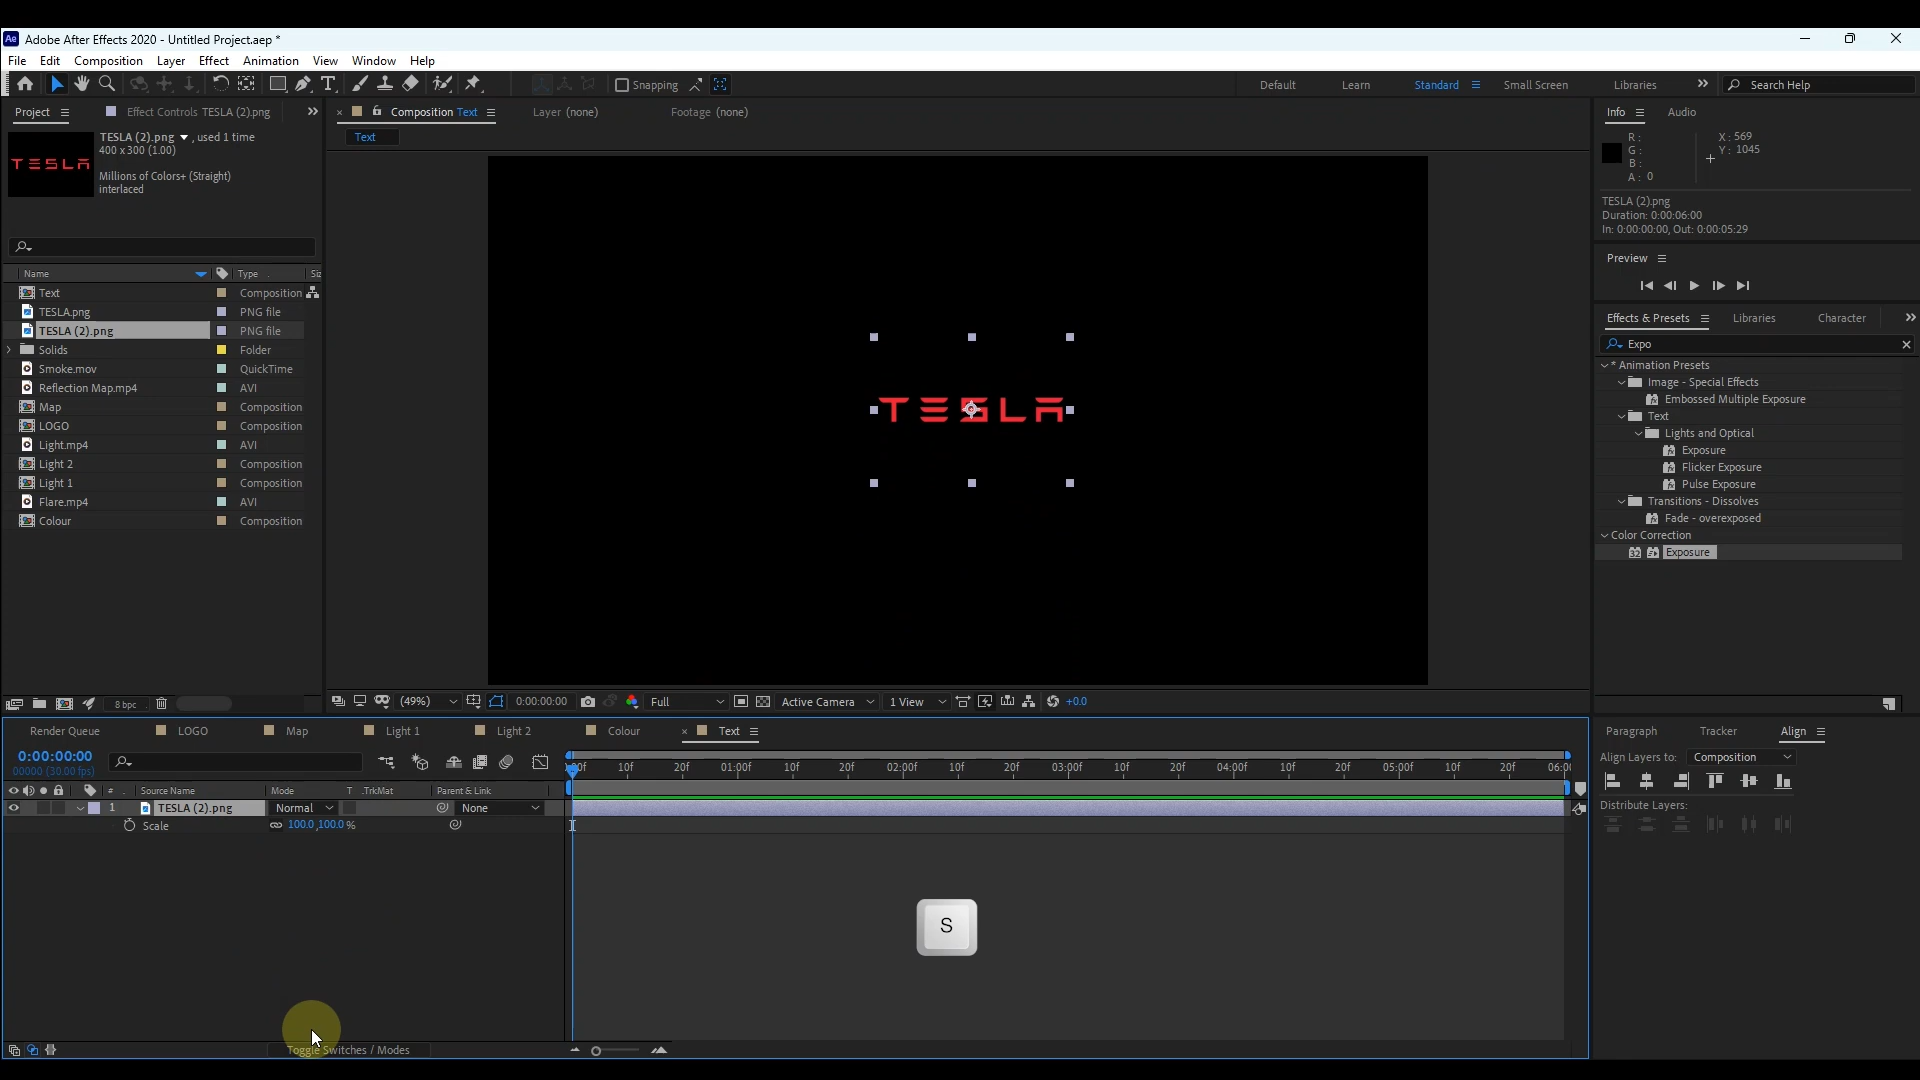 Ae Adobe After Effects 2020 - Untitled Project.aep *
File Edit Composition Layer Effect Animation View Window Help
Snapping Default Learn Standard Small Screen Libraries Search Help
Project Effect Controls TESLA (2).png
TESLA (2).png , used 1 time
400 x 300 (1.00)
Millions of Colors+ (Straight)
interlaced
Name Type Siz
Text Composition
TESLA.png PNG file
TESLA (2).png PNG file
Solids Folder
Smoke.mov QuickTime
Reflection Map.mp4 AVI
Map Composition
LOGO Composition
Light.mp4 AVI
Light 2 Composition
Light 1 Composition
Flare.mp4 AVI
Colour Composition
8 bpc
Composition Text Layer (none) Footage (none)
Text
TESLA
(49%) 0:00:00:00 Full Active Camera 1 View +0.0
Info Audio
R: X: 569
G: Y: 1045
B:
A: 0
TESLA (2).png
Duration: 0:00:06:00
In: 0:00:00:00, Out: 0:00:05:29
Preview
Effects & Presets Libraries Character
Expo
* Animation Presets
Image - Special Effects
Embossed Multiple Exposure
Text
Lights and Optical
Exposure
Flicker Exposure
Pulse Exposure
Transitions - Dissolves
Fade - overexposed
Color Correction
32 Exposure
Render Queue LOGO Map Light 1 Light 2 Colour Text
0:00:00:00
00000 (30.00 fps)
# Source Name Mode T .TrkMat Parent & Link
1 TESLA (2).png Normal None
Scale 100.0,100.0 %
:00f 10f 20f 01:00f 10f 20f 02:00f 10f 20f 03:00f 10f 20f 04:00f 10f 20f 05:00f 10f 20f 06:0(
S
Toggle Switches / Modes
Paragraph Tracker Align
Align Layers to: Composition
Distribute Layers: